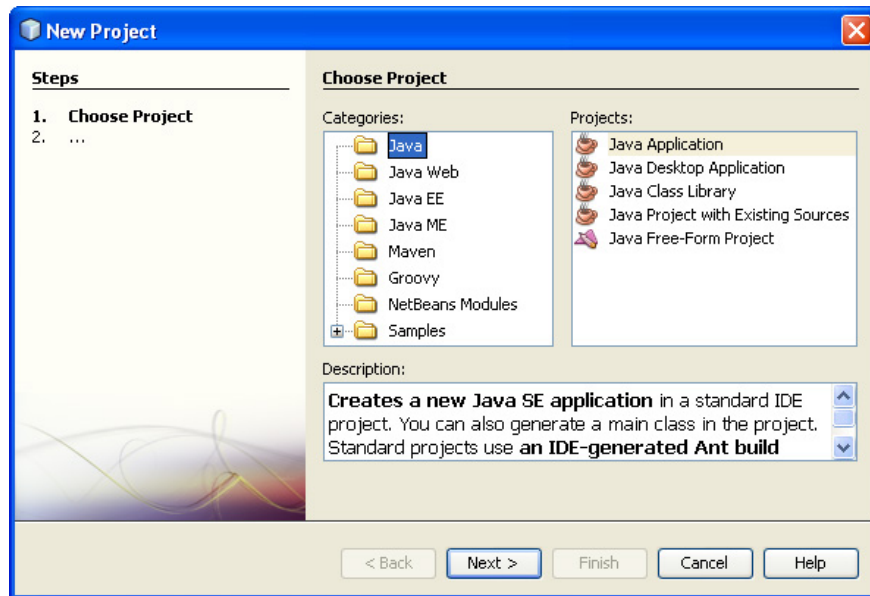 New Project
Steps
1. Choose Project
2. ...
Choose Project
Categories:
Java
Java Web
Java EE
Java ME
Maven
Groovy
NetBeans Modules
Samples
Projects:
Java Application
Java Desktop Application
Java Class Library
Java Project with Existing Sources
Java Free-Form Project
Description:
Creates a new Java SE application in a standard IDE
project. You can also generate a main class in the project.
Standard projects use an IDE-generated Ant build
< Back
Next >
Finish
Cancel
Help